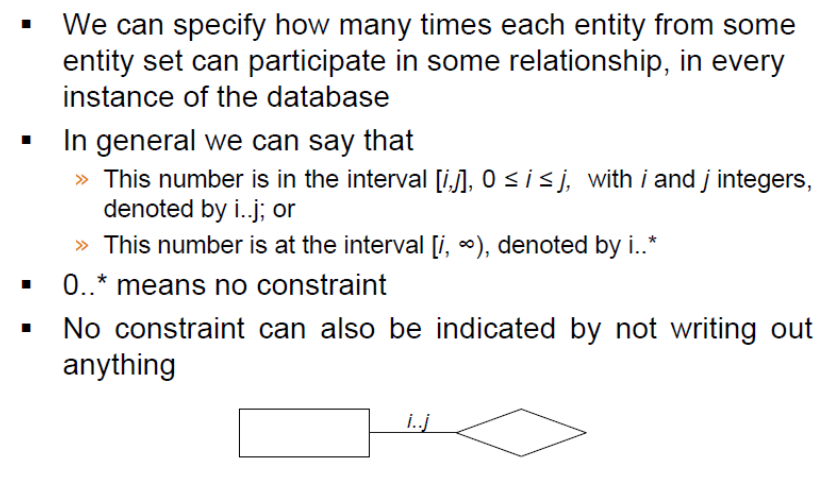 ▪ We can specify how many times each entity from some
entity set can participate in some relationship, in every
instance of the database
▪ In general we can say that
» This number is in the interval [i,j], 0 ≤ i ≤ j, with i and j integers,
denoted by i..j; or
» This number is at the interval [i, ∞), denoted by i..*
▪ 0..* means no constraint
▪ No constraint can also be indicated by not writing out
anything
i..j